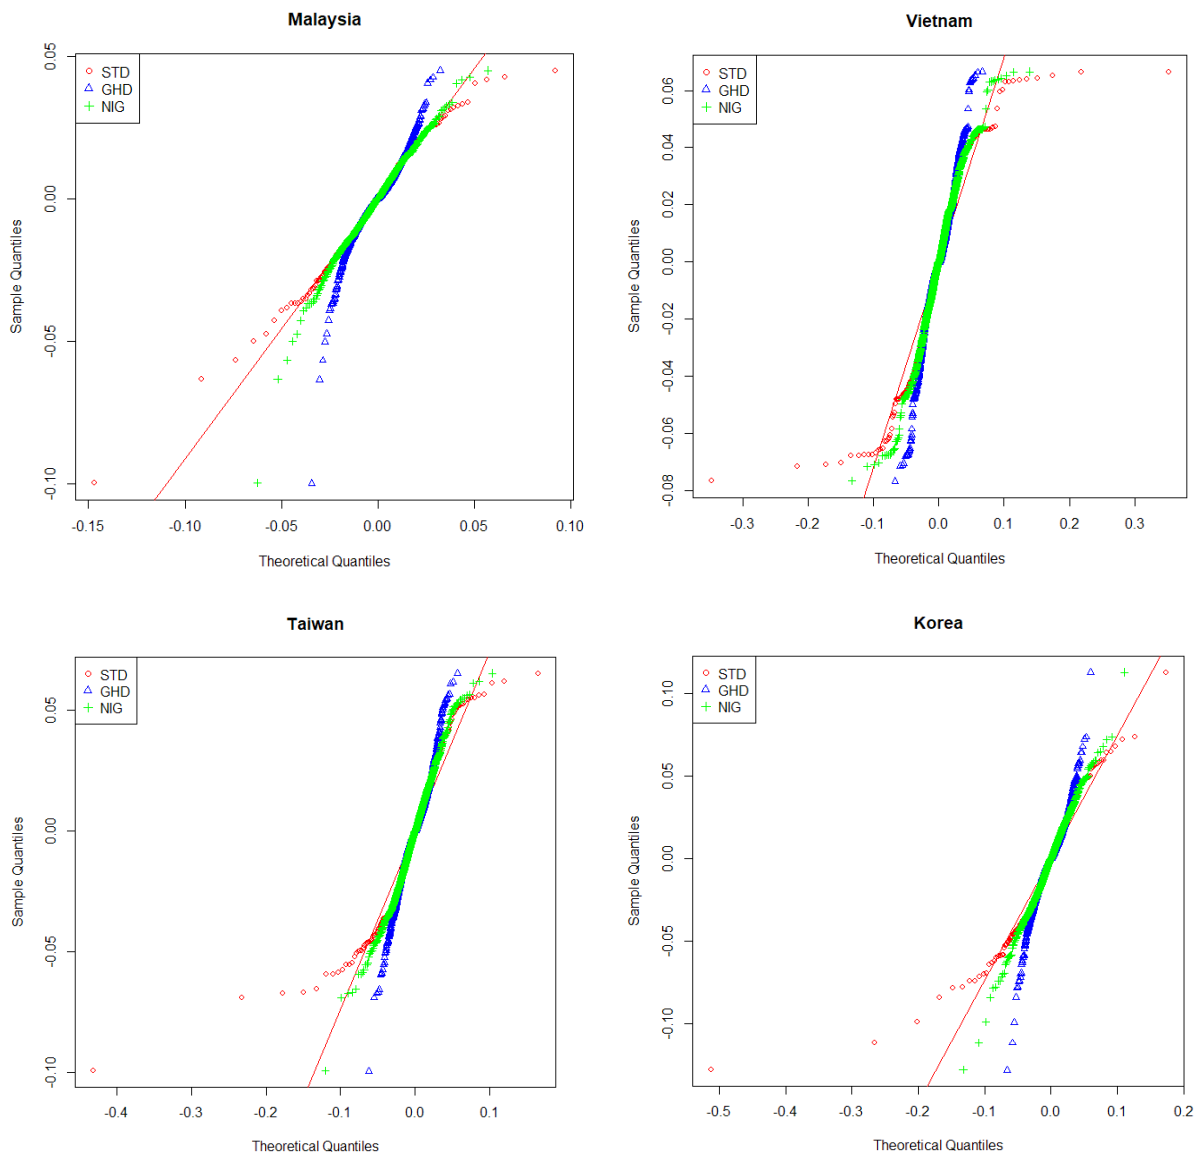 Malaysia
STD
GHD
NIG
0.05
0.00
-0.05
-0.10
Sample Quantiles
-0.15
-0.10
-0.05
0.00
0.05
0.10
Theoretical Quantiles
Vietnam
STD
GHD
NIG
0.06
0.04
0.02
0.00
-0.02
-0.04
-0.06
-0.08
Sample Quantiles
-0.3
-0.2
-0.1
0.0
0.1
0.2
0.3
Theoretical Quantiles
Taiwan
STD
GHD
NIG
0.05
0.00
-0.05
-0.10
Sample Quantiles
-0.4
-0.3
-0.2
-0.1
0.0
0.1
Theoretical Quantiles
Korea
STD
GHD
NIG
0.10
0.05
0.00
-0.05
-0.10
Sample Quantiles
-0.5
-0.4
-0.3
-0.2
-0.1
0.0
0.1
0.2
Theoretical Quantiles